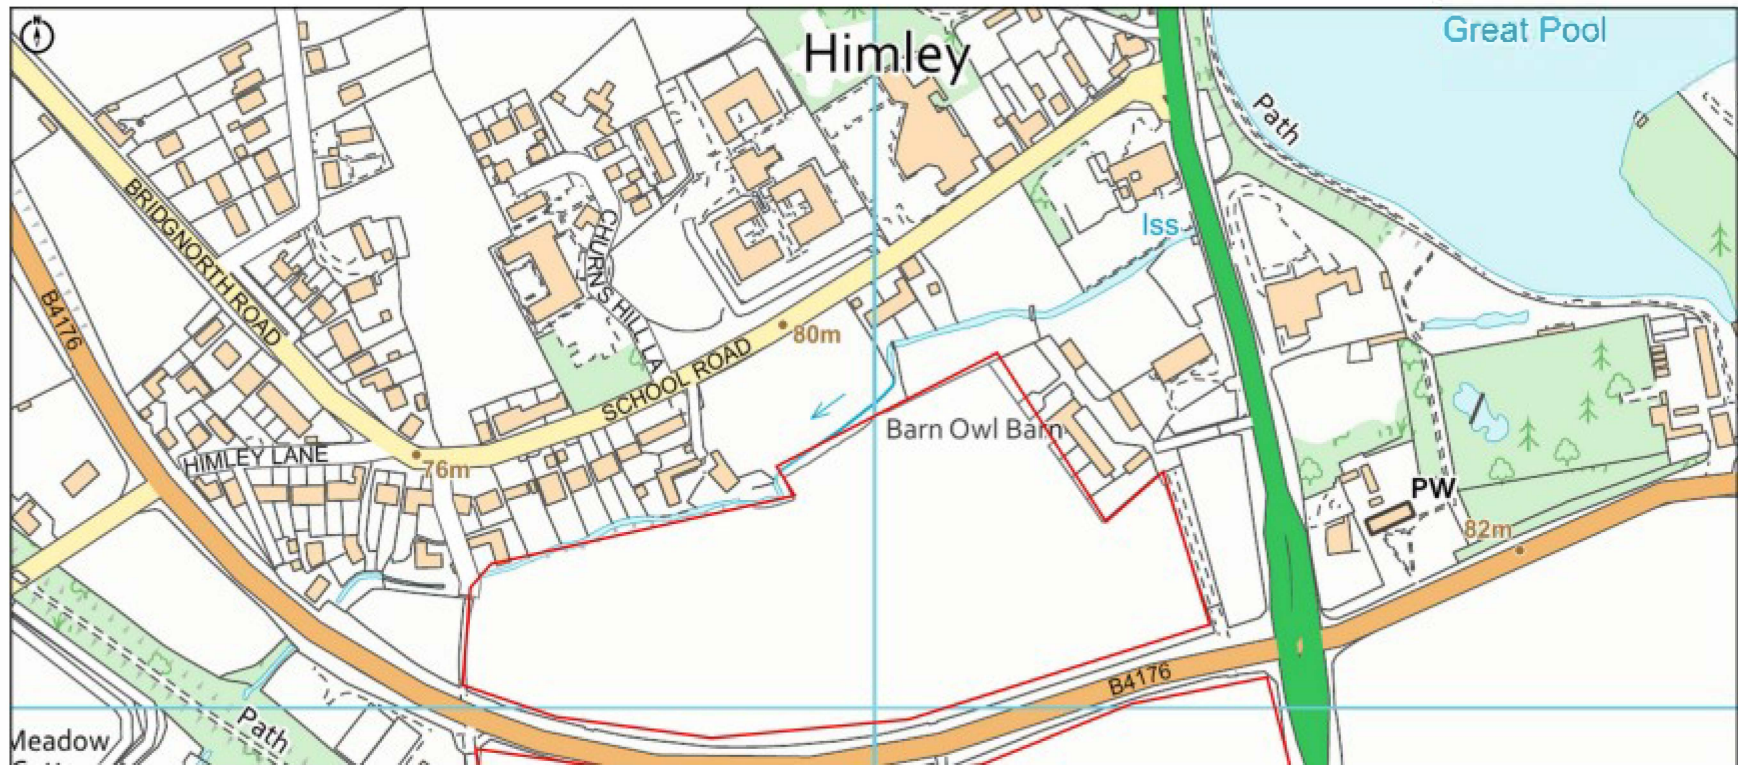 N
Himley
Great Pool
Path
BRIDGNORTH ROAD
CHURNS HILL LA
Iss
B4176
80m
SCHOOL ROAD
Barn Owl Barn
HIMLEY LANE
76m
PW
82m
B4176
Path
Meadow